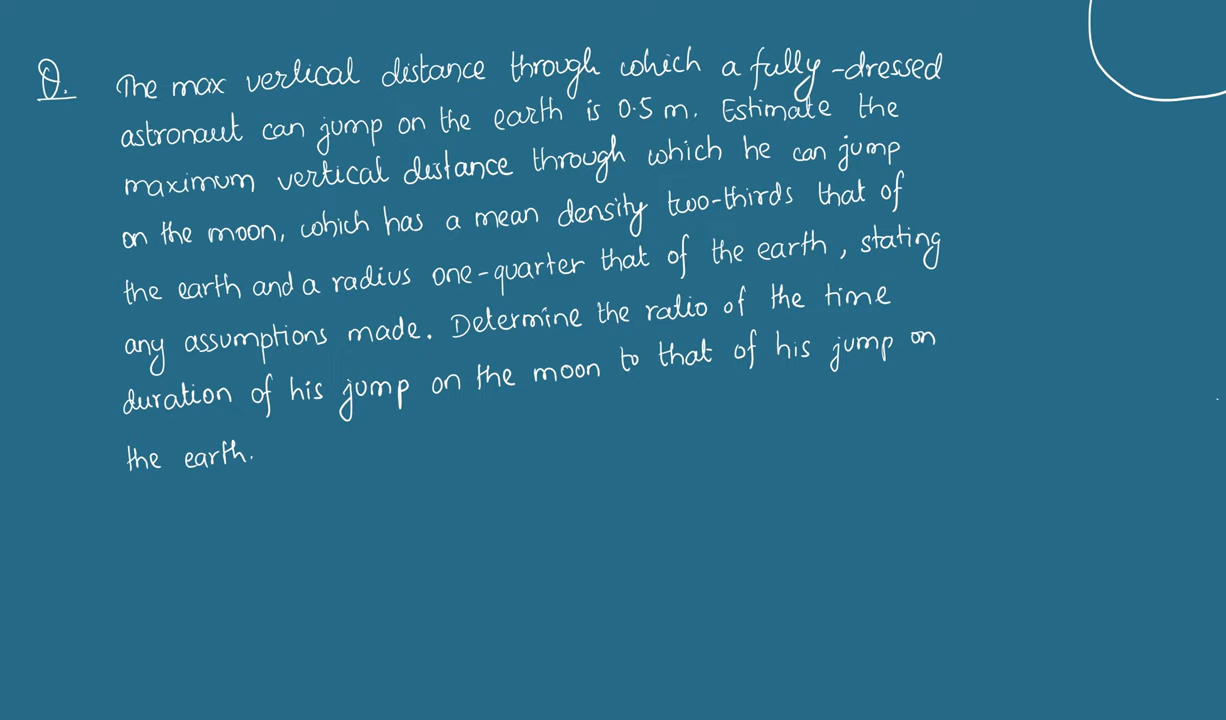 Q. The max vertical distance through which a fully-dressed
astronaut can jump on the earth is 0.5 m. Estimate the
maximum vertical distance through which he can jump
on the moon, which has a mean density two-thirds that of
the earth and a radius one-quarter that of the earth, stating
any assumptions made. Determine the ratio of the time
duration of his jump on the moon to that of his jump on
the earth.